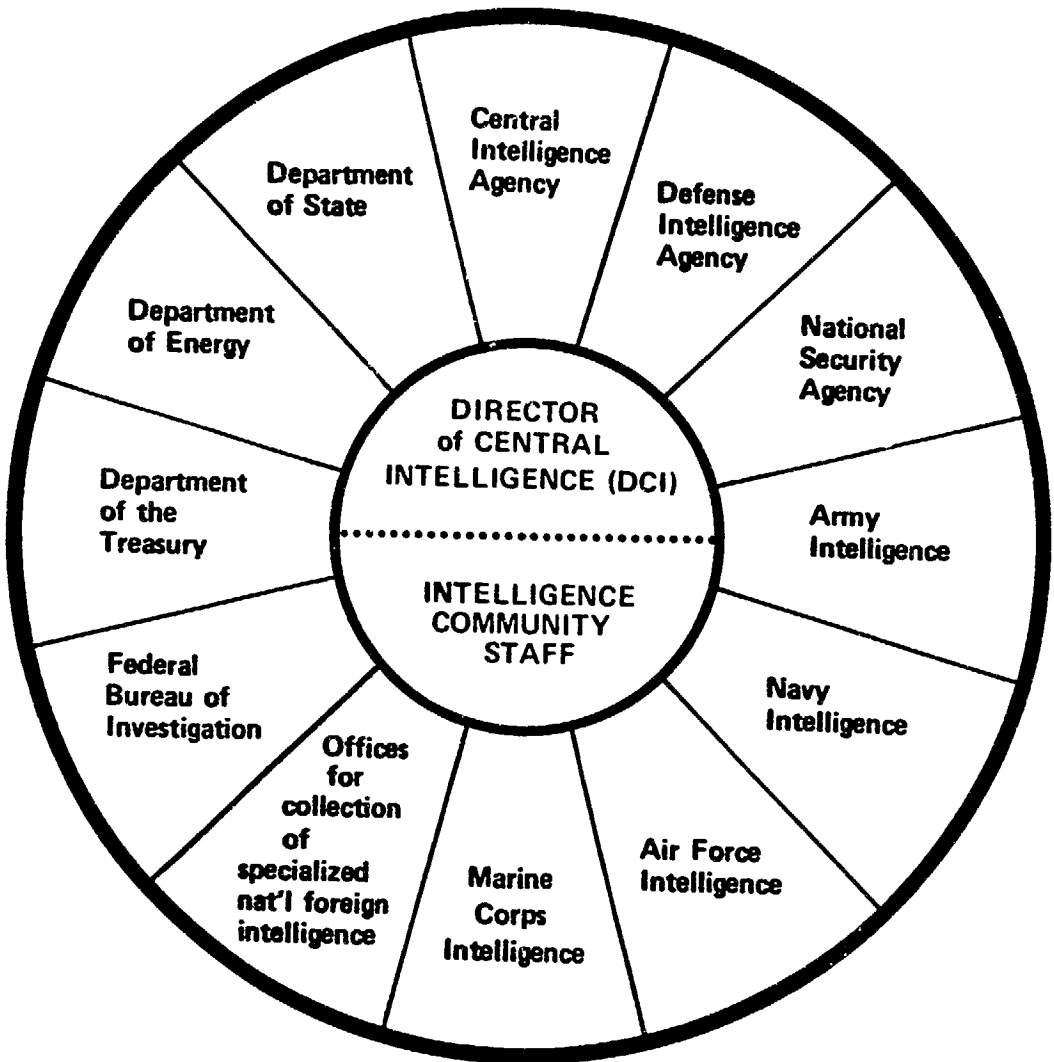 Central
Intelligence
Agency
Defense
Intelligence
Agency
National
Security
Agency
Army
Intelligence
Navy
Intelligence
Air Force
Intelligence
Marine
Corps
Intelligence
Offices
for
collection
of
specialized
nat'l foreign
intelligence
Federal
Bureau of
Investigation
Department
of the
Treasury
Department
of Energy
Department
of State
DIRECTOR
of CENTRAL
INTELLIGENCE (DCI)
INTELLIGENCE
COMMUNITY
STAFF